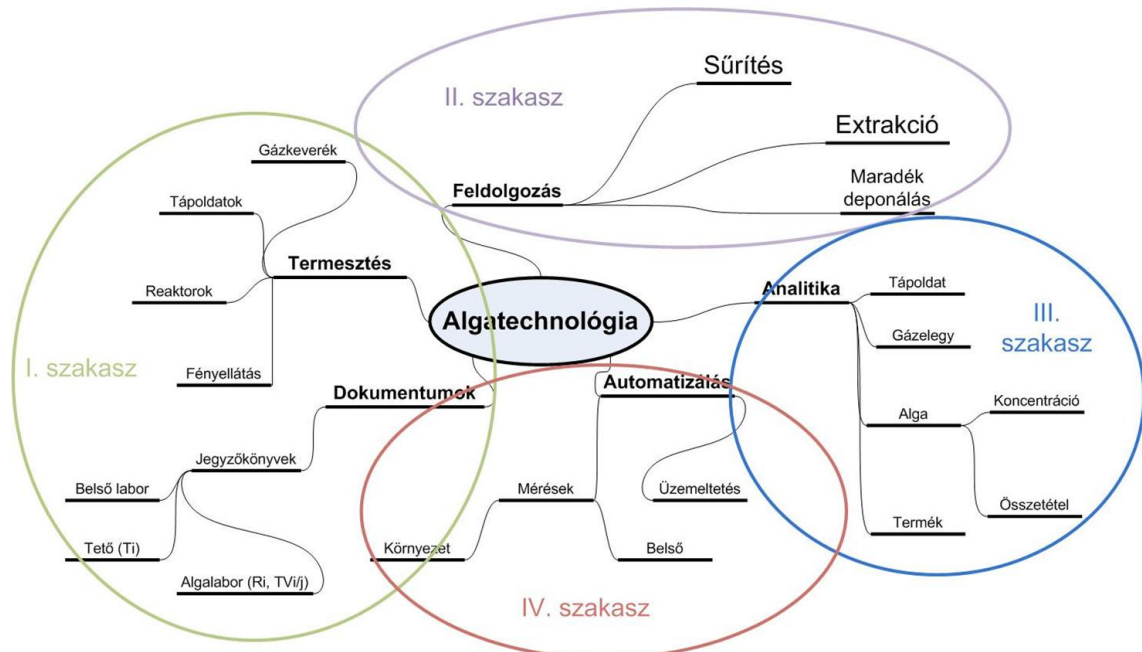 II. szakasz
Sűrítés
Extrakció
Maradék
deponálás
Feldolgozás
I. szakasz
Gázkeverék
Tápoldatok
Termesztés
Reaktorok
Fényellátás
Dokumentumok
Jegyzőkönyvek
Belső labor
Tető (Ti)
Algalabor (Ri, TVi/j)
Algatechnológia
Analitika
Tápoldat
Gázelegy
III.
szakasz
Alga
Koncentráció
Összetétel
Termék
Automatizálás
Mérések
Üzemeltetés
Környezet
Belső
IV. szakasz